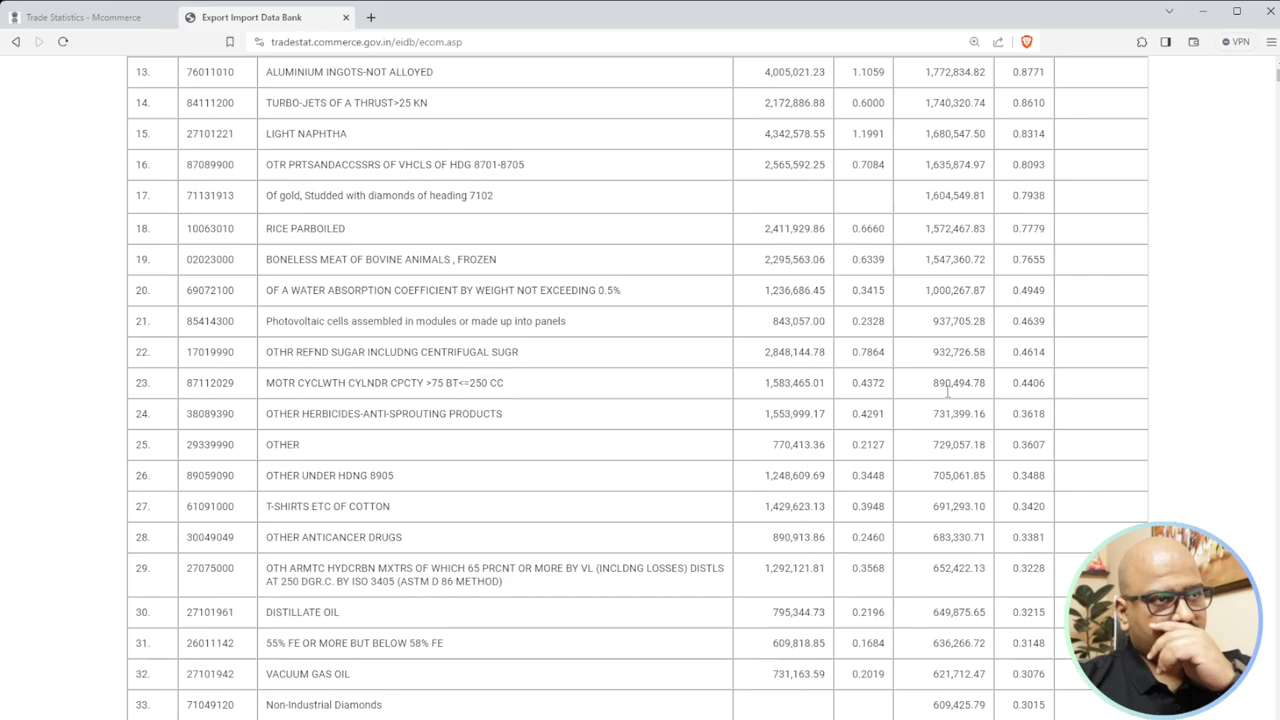 Trade Statistics - Mcommerce
Export Import Data Bank
tradestat.commerce.gov.in/eidb/ecom.asp
VPN
13. 76011010 ALUMINIUM INGOTS-NOT ALLOYED 4,005,021.23 1.1059 1,772,834.82 0.8771
14. 84111200 TURBO-JETS OF A THRUST>25 KN 2,172,886.88 0.6000 1,740,320.74 0.8610
15. 27101221 LIGHT NAPHTHA 4,342,578.55 1.1991 1,680,547.50 0.8314
16. 87089900 OTR PRTSANDACCSSRS OF VHCLS OF HDG 8701-8705 2,565,592.25 0.7084 1,635,874.97 0.8093
17. 71131913 Of gold, Studded with diamonds of heading 7102 1,604,549.81 0.7938
18. 10063010 RICE PARBOILED 2,411,929.86 0.6660 1,572,467.83 0.7779
19. 02023000 BONELESS MEAT OF BOVINE ANIMALS , FROZEN 2,295,563.06 0.6339 1,547,360.72 0.7655
20. 69072100 OF A WATER ABSORPTION COEFFICIENT BY WEIGHT NOT EXCEEDING 0.5% 1,236,686.45 0.3415 1,000,267.87 0.4949
21. 85414300 Photovoltaic cells assembled in modules or made up into panels 843,057.00 0.2328 937,705.28 0.4639
22. 17019990 OTHR REFND SUGAR INCLUDNG CENTRIFUGAL SUGR 2,848,144.78 0.7864 932,726.58 0.4614
23. 87112029 MOTR CYCLWTH CYLNDR CPCTY >75 BT<=250 CC 1,583,465.01 0.4372 890,494.78 0.4406
24. 38089390 OTHER HERBICIDES-ANTI-SPROUTING PRODUCTS 1,553,999.17 0.4291 731,399.16 0.3618
25. 29339990 OTHER 770,413.36 0.2127 729,057.18 0.3607
26. 89059090 OTHER UNDER HDNG 8905 1,248,609.69 0.3448 705,061.85 0.3488
27. 61091000 T-SHIRTS ETC OF COTTON 1,429,623.13 0.3948 691,293.10 0.3420
28. 30049049 OTHER ANTICANCER DRUGS 890,913.86 0.2460 683,330.71 0.3381
29. 27075000 OTH ARMTC HYDCRBN MXTRS OF WHICH 65 PRCNT OR MORE BY VL (INCLDNG LOSSES) DISTLS 1,292,121.81 0.3568 652,422.13 0.3228
AT 250 DGR.C. BY ISO 3405 (ASTM D 86 METHOD)
30. 27101961 DISTILLATE OIL 795,344.73 0.2196 649,875.65 0.3215
31. 26011142 55% FE OR MORE BUT BELOW 58% FE 609,818.85 0.1684 636,266.72 0.3148
32. 27101942 VACUUM GAS OIL 731,163.59 0.2019 621,712.47 0.3076
33. 71049120 Non-Industrial Diamonds 609,425.79 0.3015